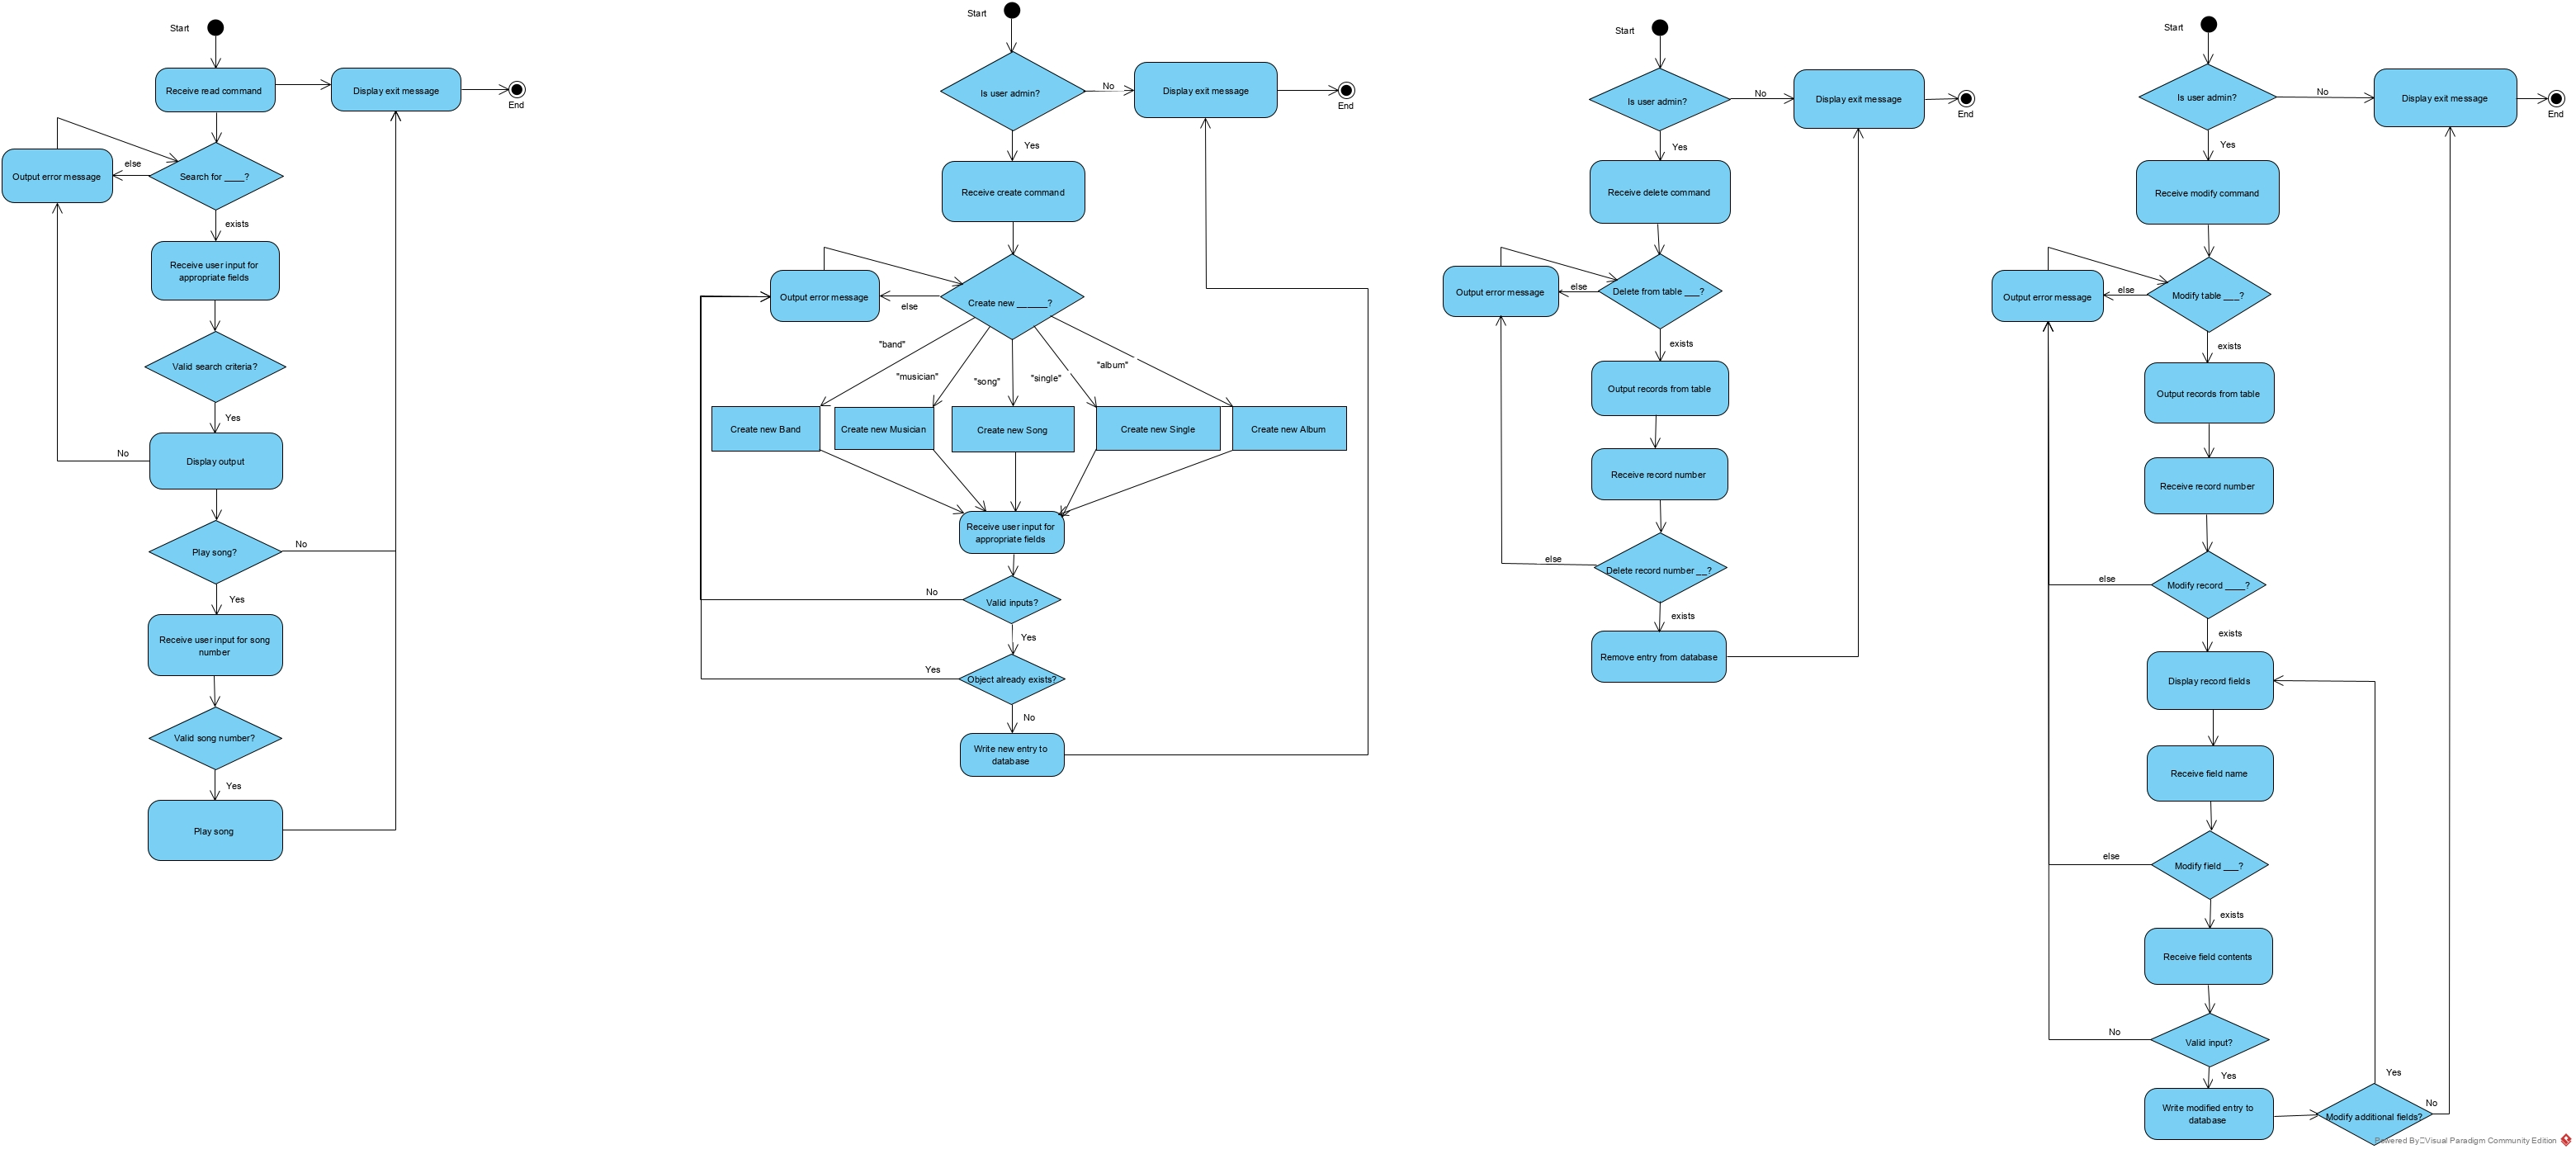 Start
Receive read command
Display exit message
End
Output error message
else
Search for ____?
exists
Receive user input for
appropriate fields
Valid search criteria?
Yes
No
Display output
Play song?
No
Yes
Receive user input for song
number
Valid song number?
Yes
Play song
Start
Is user admin?
No
Display exit message
End
Yes
Receive create command
Output error message
else
Create new ______?
"band"
"musician"
"song"
"single"
"album"
Create new Band
Create new Musician
Create new Song
Create new Single
Create new Album
Receive user input for
appropriate fields
No
Valid inputs?
Yes
Yes
Object already exists?
No
Write new entry to
database
Start
Is user admin?
No
Display exit message
End
Yes
Receive delete command
Output error message
else
Delete from table ___?
exists
Output records from table
Receive record number
else
Delete record number __?
exists
Remove entry from database
Start
Is user admin?
No
Display exit message
End
Yes
Receive modify command
Output error message
else
Modify table ___?
exists
Output records from table
Receive record number
else
Modify record ____?
exists
Display record fields
Receive field name
else
Modify field ___?
exists
Receive field contents
No
Valid input?
Yes
Write modified entry to
database
Yes
Modify additional fields?
No
Powered By Visual Paradigm Community Edition